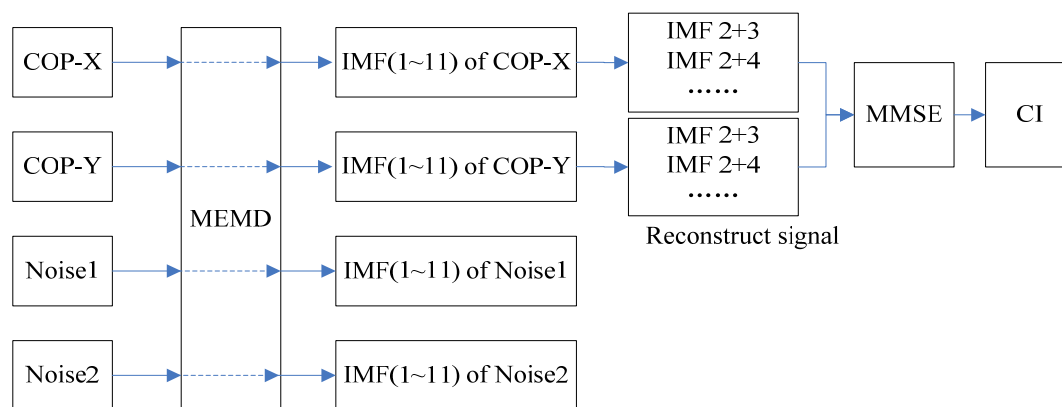 COP-X
IMF(1~11) of COP-X
IMF 2+3
IMF 2+4
……
COP-Y
IMF(1~11) of COP-Y
IMF 2+3
IMF 2+4
……
MMSE
CI
MEMD
Reconstruct signal
Noise1
IMF(1~11) of Noise1
Noise2
IMF(1~11) of Noise2